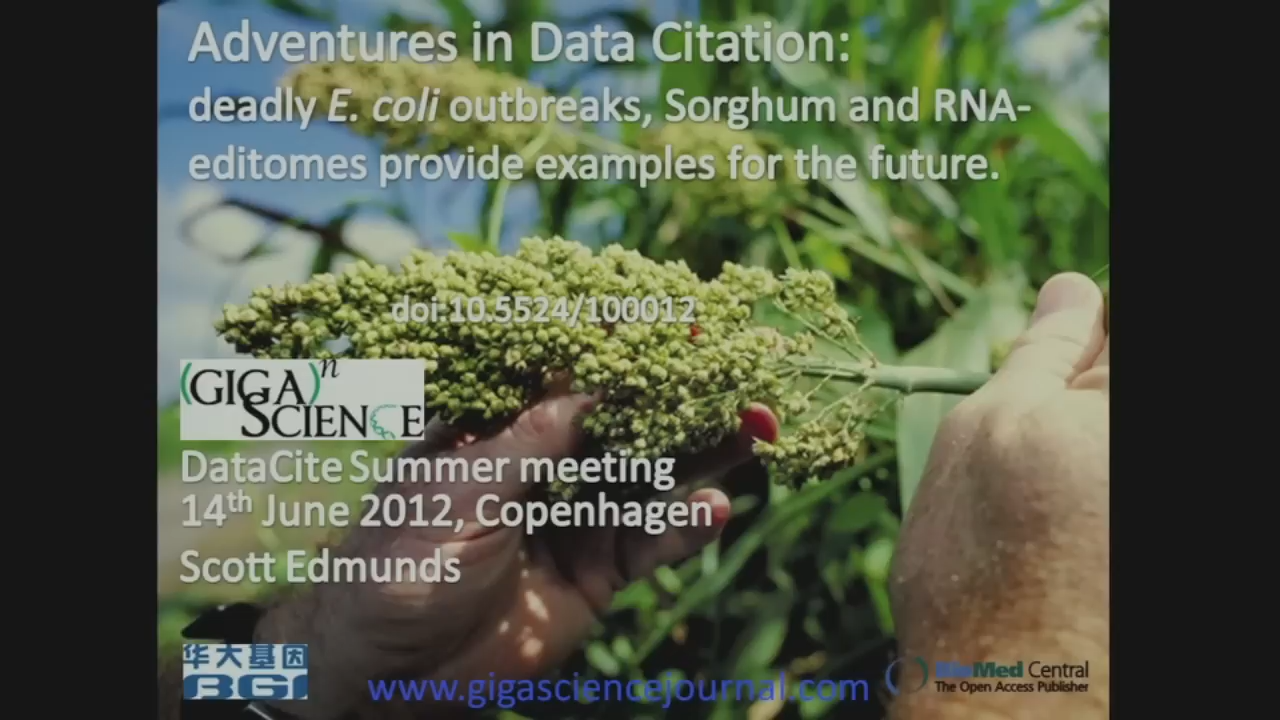 Adventures in Data Citation:
deadly E. coli outbreaks, Sorghum and RNA-
editomes provide examples for the future.
doi:10.5524/100012
(GIGA)n
SCIENCE
DataCite Summer meeting
14th June 2012, Copenhagen
Scott Edmunds
华大基因
BGI
www.gigasciencejournal.com
BioMed Central
The Open Access Publisher